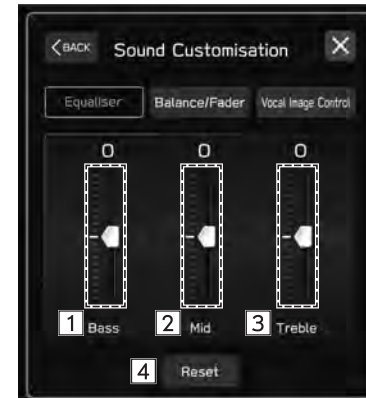 BACK Sound Customisation X
Equaliser Balance/Fader Vocal Image Control
0 0 0
1 Bass 2 Mid 3 Treble
4 Reset